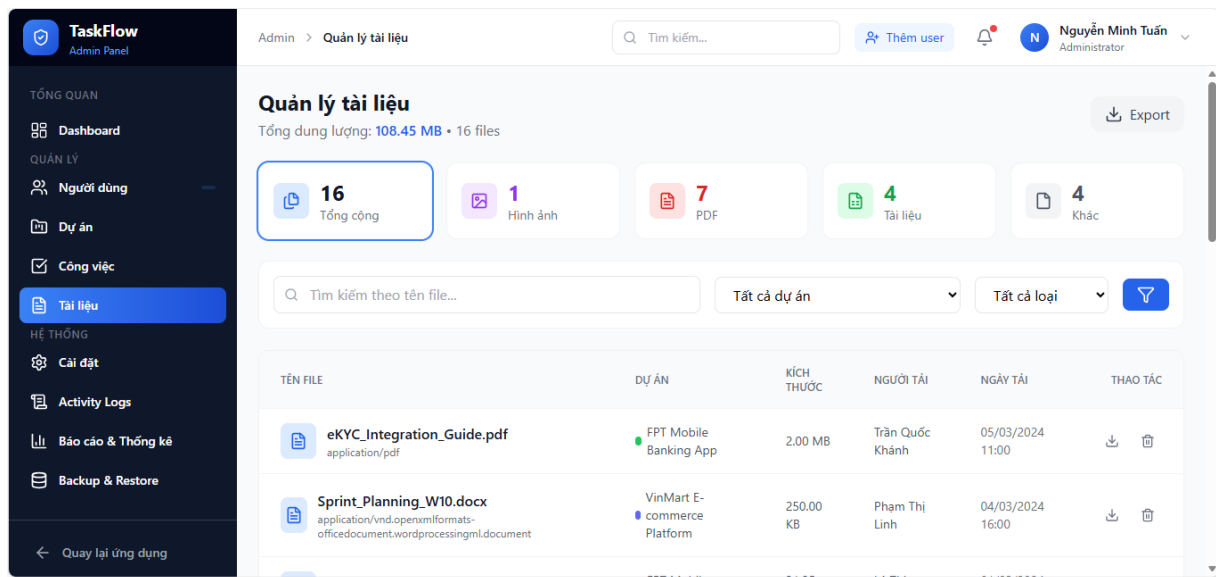 TaskFlow
Admin Panel
TỔNG QUAN
Dashboard
QUẢN LÝ
Người dùng
Dự án
Công việc
Tài liệu
HỆ THỐNG
Cài đặt
Activity Logs
Báo cáo & Thống kê
Backup & Restore
Quay lại ứng dụng
Admin > Quản lý tài liệu
Tìm kiếm...
Thêm user
N
Nguyễn Minh Tuấn
Administrator
Quản lý tài liệu
Tổng dung lượng: 108.45 MB • 16 files
Export
16
Tổng cộng
1
Hình ảnh
7
PDF
4
Tài liệu
4
Khác
Tìm kiếm theo tên file...
Tất cả dự án
Tất cả loại
TÊN FILE
DỰ ÁN
KÍCH
THƯỚC
NGƯỜI TẢI
NGÀY TẢI
THAO TÁC
eKYC_Integration_Guide.pdf
application/pdf
FPT Mobile
Banking App
2.00 MB
Trần Quốc
Khánh
05/03/2024
11:00
Sprint_Planning_W10.docx
application/vnd.openxmlformats-
officedocument.wordprocessingml.document
VinMart E-
commerce
Platform
250.00
KB
Phạm Thị
Linh
04/03/2024
16:00